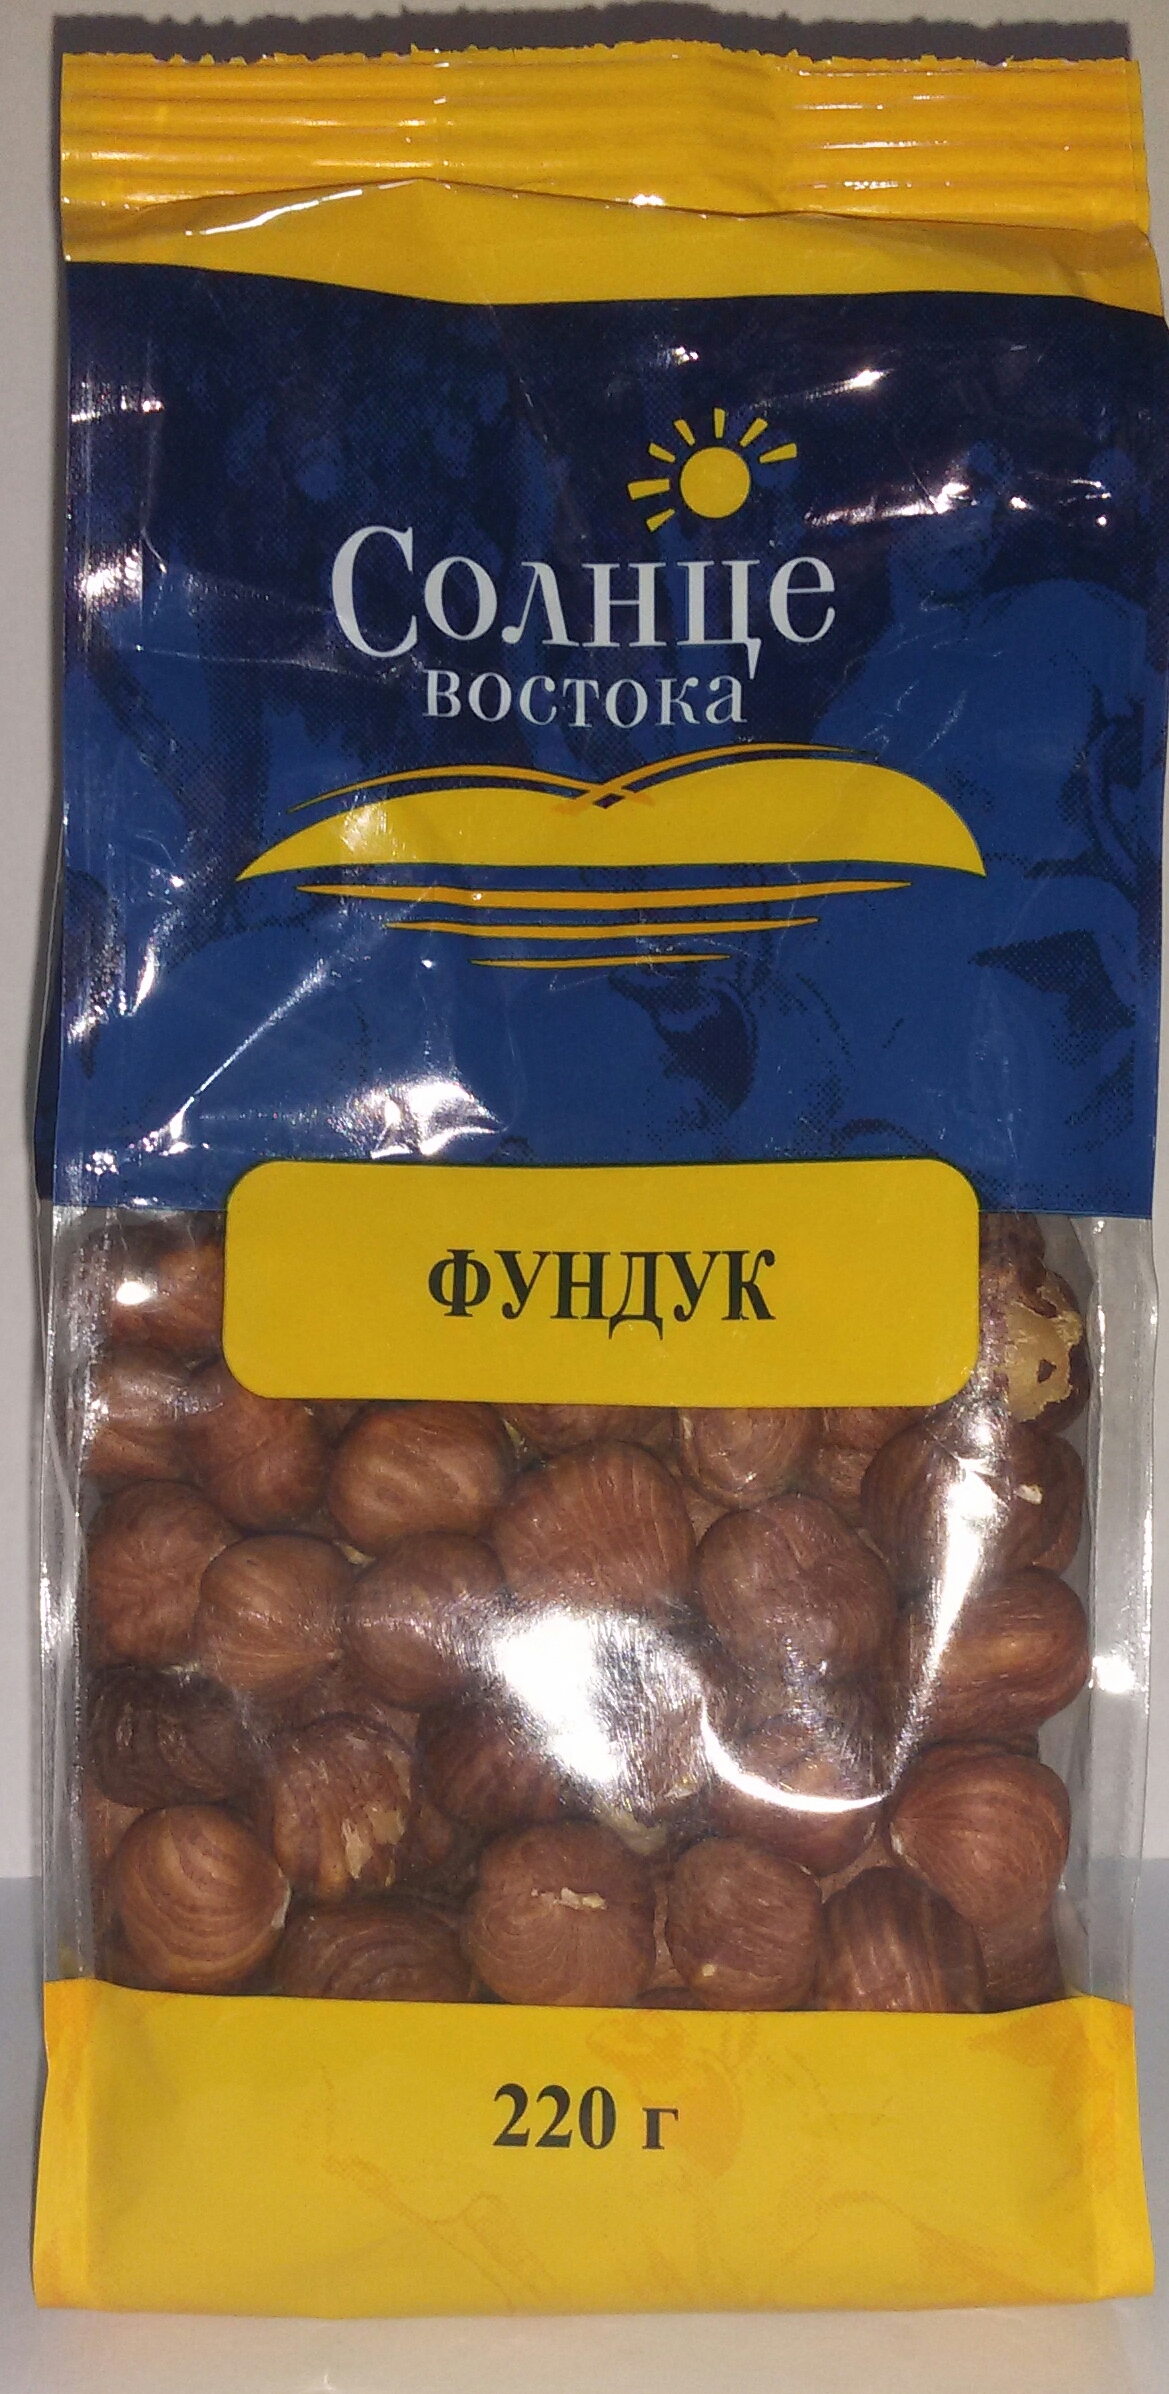 Солнце
востока
ФУНДУК
220 г